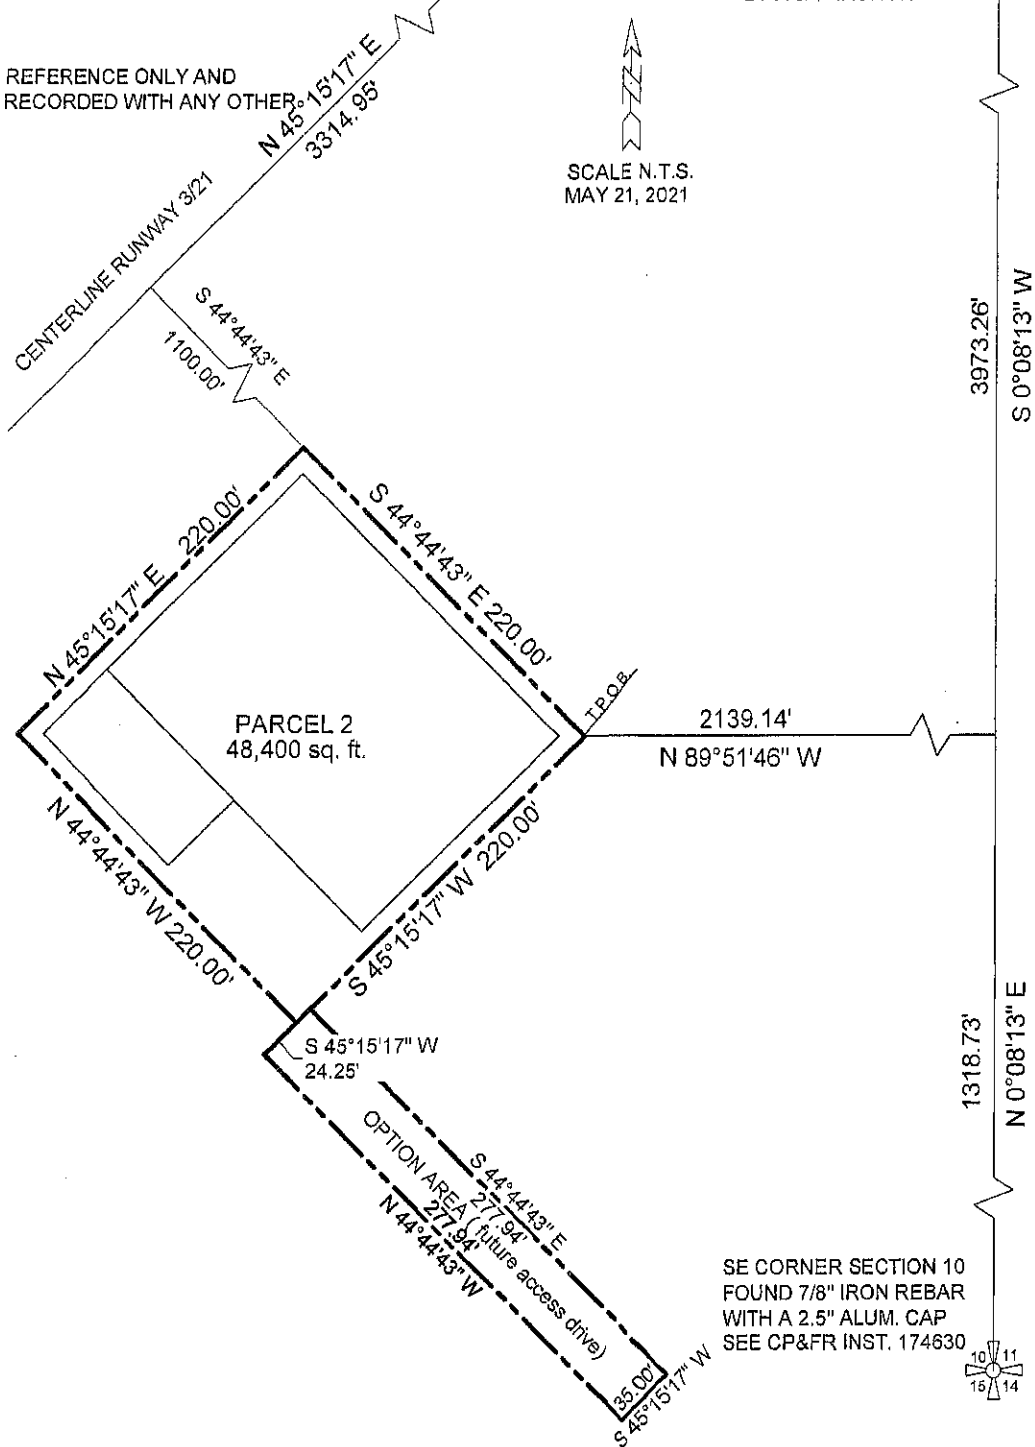 N 45°15'17" E
3314.95'
REFERENCE ONLY AND
RECORDED WITH ANY OTHER
SCALE N.T.S.
MAY 21, 2021
CENTERLINE RUNWAY 3/21
S 44°44'43" E
1100.00'
3973.26'
S 0°08'13" W
N 45°15'17" E 220.00'
S 44°44'43" E 220.00'
T.P.O.B.
2139.14'
N 89°51'46" W
PARCEL 2
48,400 sq. ft.
N 44°44'43" W 220.00'
S 45°15'17" W 220.00'
S 45°15'17" W
24.25'
1318.73'
N 0°08'13" E
OPTION AREA (future access drive)
S 44°44'43" E
277.94'
277.94'
N 44°44'43" W
35.00'
S 45°15'17" W
SE CORNER SECTION 10
FOUND 7/8" IRON REBAR
WITH A 2.5" ALUM. CAP
SEE CP&FR INST. 174630
10 11
15 14